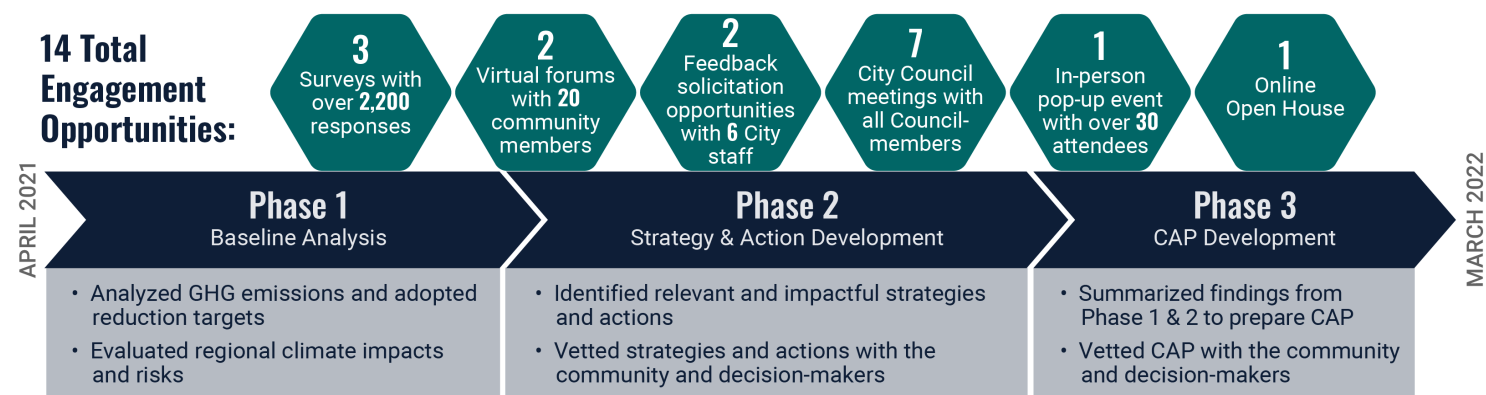 14 Total
Engagement
Opportunities:
3
Surveys with
over 2,200
responses
2
Virtual forums
with 20
community
members
2
Feedback
solicitation
opportunities
with 6 City
staff
7
City Council
meetings with
all Council-
members
1
In-person
pop-up event
with over 30
attendees
1
Online
Open House
APRIL 2021
Phase 1
Baseline Analysis
• Analyzed GHG emissions and adopted
reduction targets
• Evaluated regional climate impacts
and risks
Phase 2
Strategy & Action Development
• Identified relevant and impactful strategies
and actions
• Vetted strategies and actions with the
community and decision-makers
Phase 3
CAP Development
• Summarized findings from
Phase 1 & 2 to prepare CAP
• Vetted CAP with the community
and decision-makers
MARCH 2022